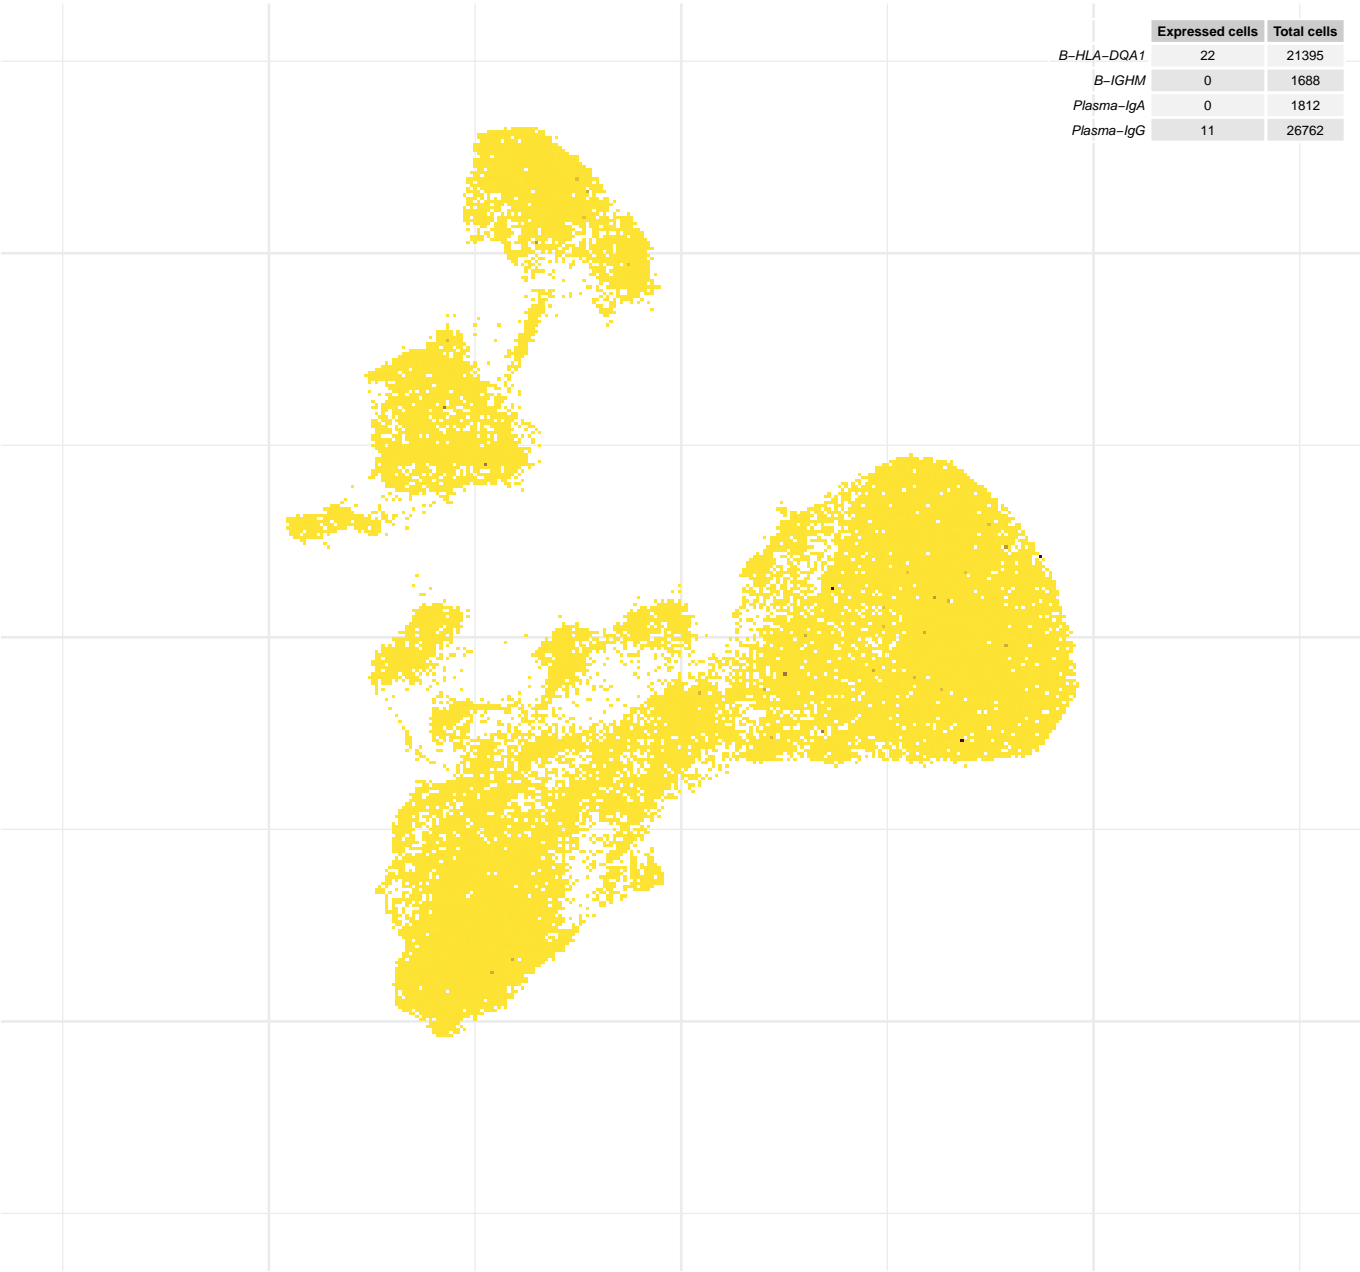 Expressed cells Total cells
B−HLA−DQA1 22 21395
B−IGHM 0 1688
Plasma−IgA 0 1812
Plasma−IgG 11 26762